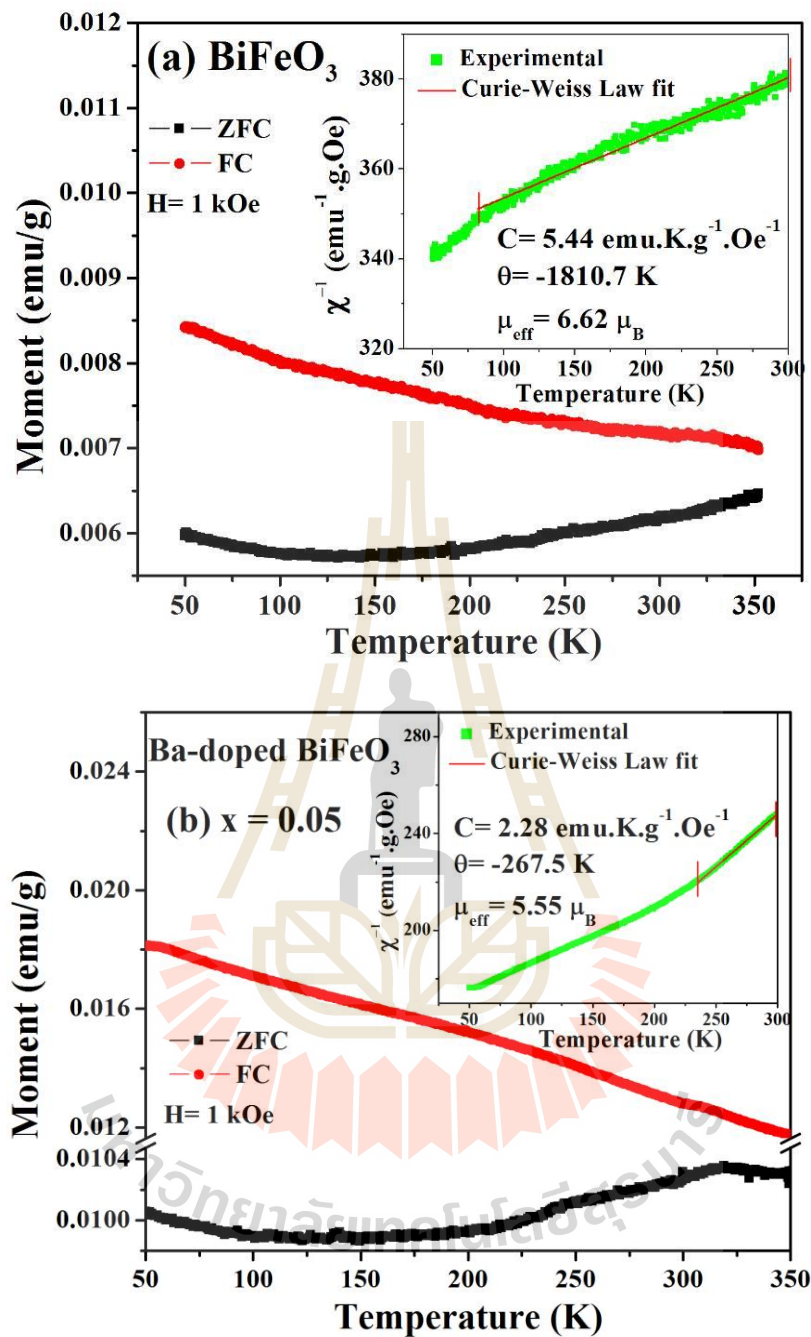 0.012
(a) BiFeO3
0.011
ZFC
FC
H= 1 kOe
0.010
0.009
0.008
0.007
0.006
Moment (emu/g)
50 100 150 200 250 300 350
Temperature (K)
Experimental
Curie-Weiss Law fit
380
360
340
320
χ⁻¹ (emu⁻¹.g.Oe)
C= 5.44 emu.K.g⁻¹.Oe⁻¹
θ= -1810.7 K
μeff= 6.62 μB
50 100 150 200 250 300
Temperature (K)
Ba-doped BiFeO3
(b) x = 0.05
0.024
0.020
0.016
0.012
0.0104
0.0100
Moment (emu/g)
ZFC
FC
H= 1 kOe
50 100 150 200 250 300 350
Temperature (K)
Experimental
Curie-Weiss Law fit
280
240
200
χ⁻¹ (emu⁻¹.g.Oe)
C= 2.28 emu.K.g⁻¹.Oe⁻¹
θ= -267.5 K
μeff= 5.55 μB
50 100 150 200 250 300
Temperature (K)